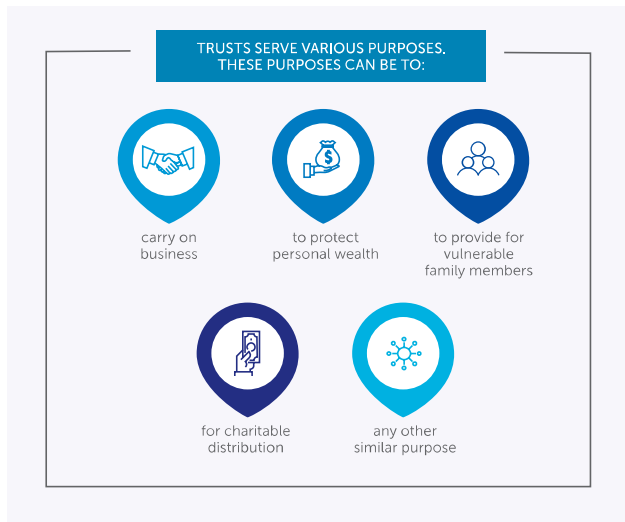 TRUSTS SERVE VARIOUS PURPOSES.
THESE PURPOSES CAN BE TO:
carry on
business
to protect
personal wealth
to provide for
vulnerable
family members
for charitable
distribution
any other
similar purpose